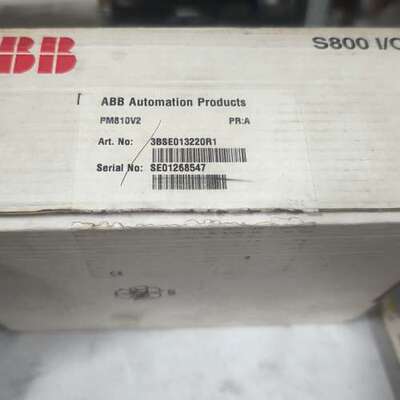 ABB
S800 I/O
ABB Automation Products
PM810V2 PR:A
Art. No: 3BSE013220R1
Serial No: SE01268547